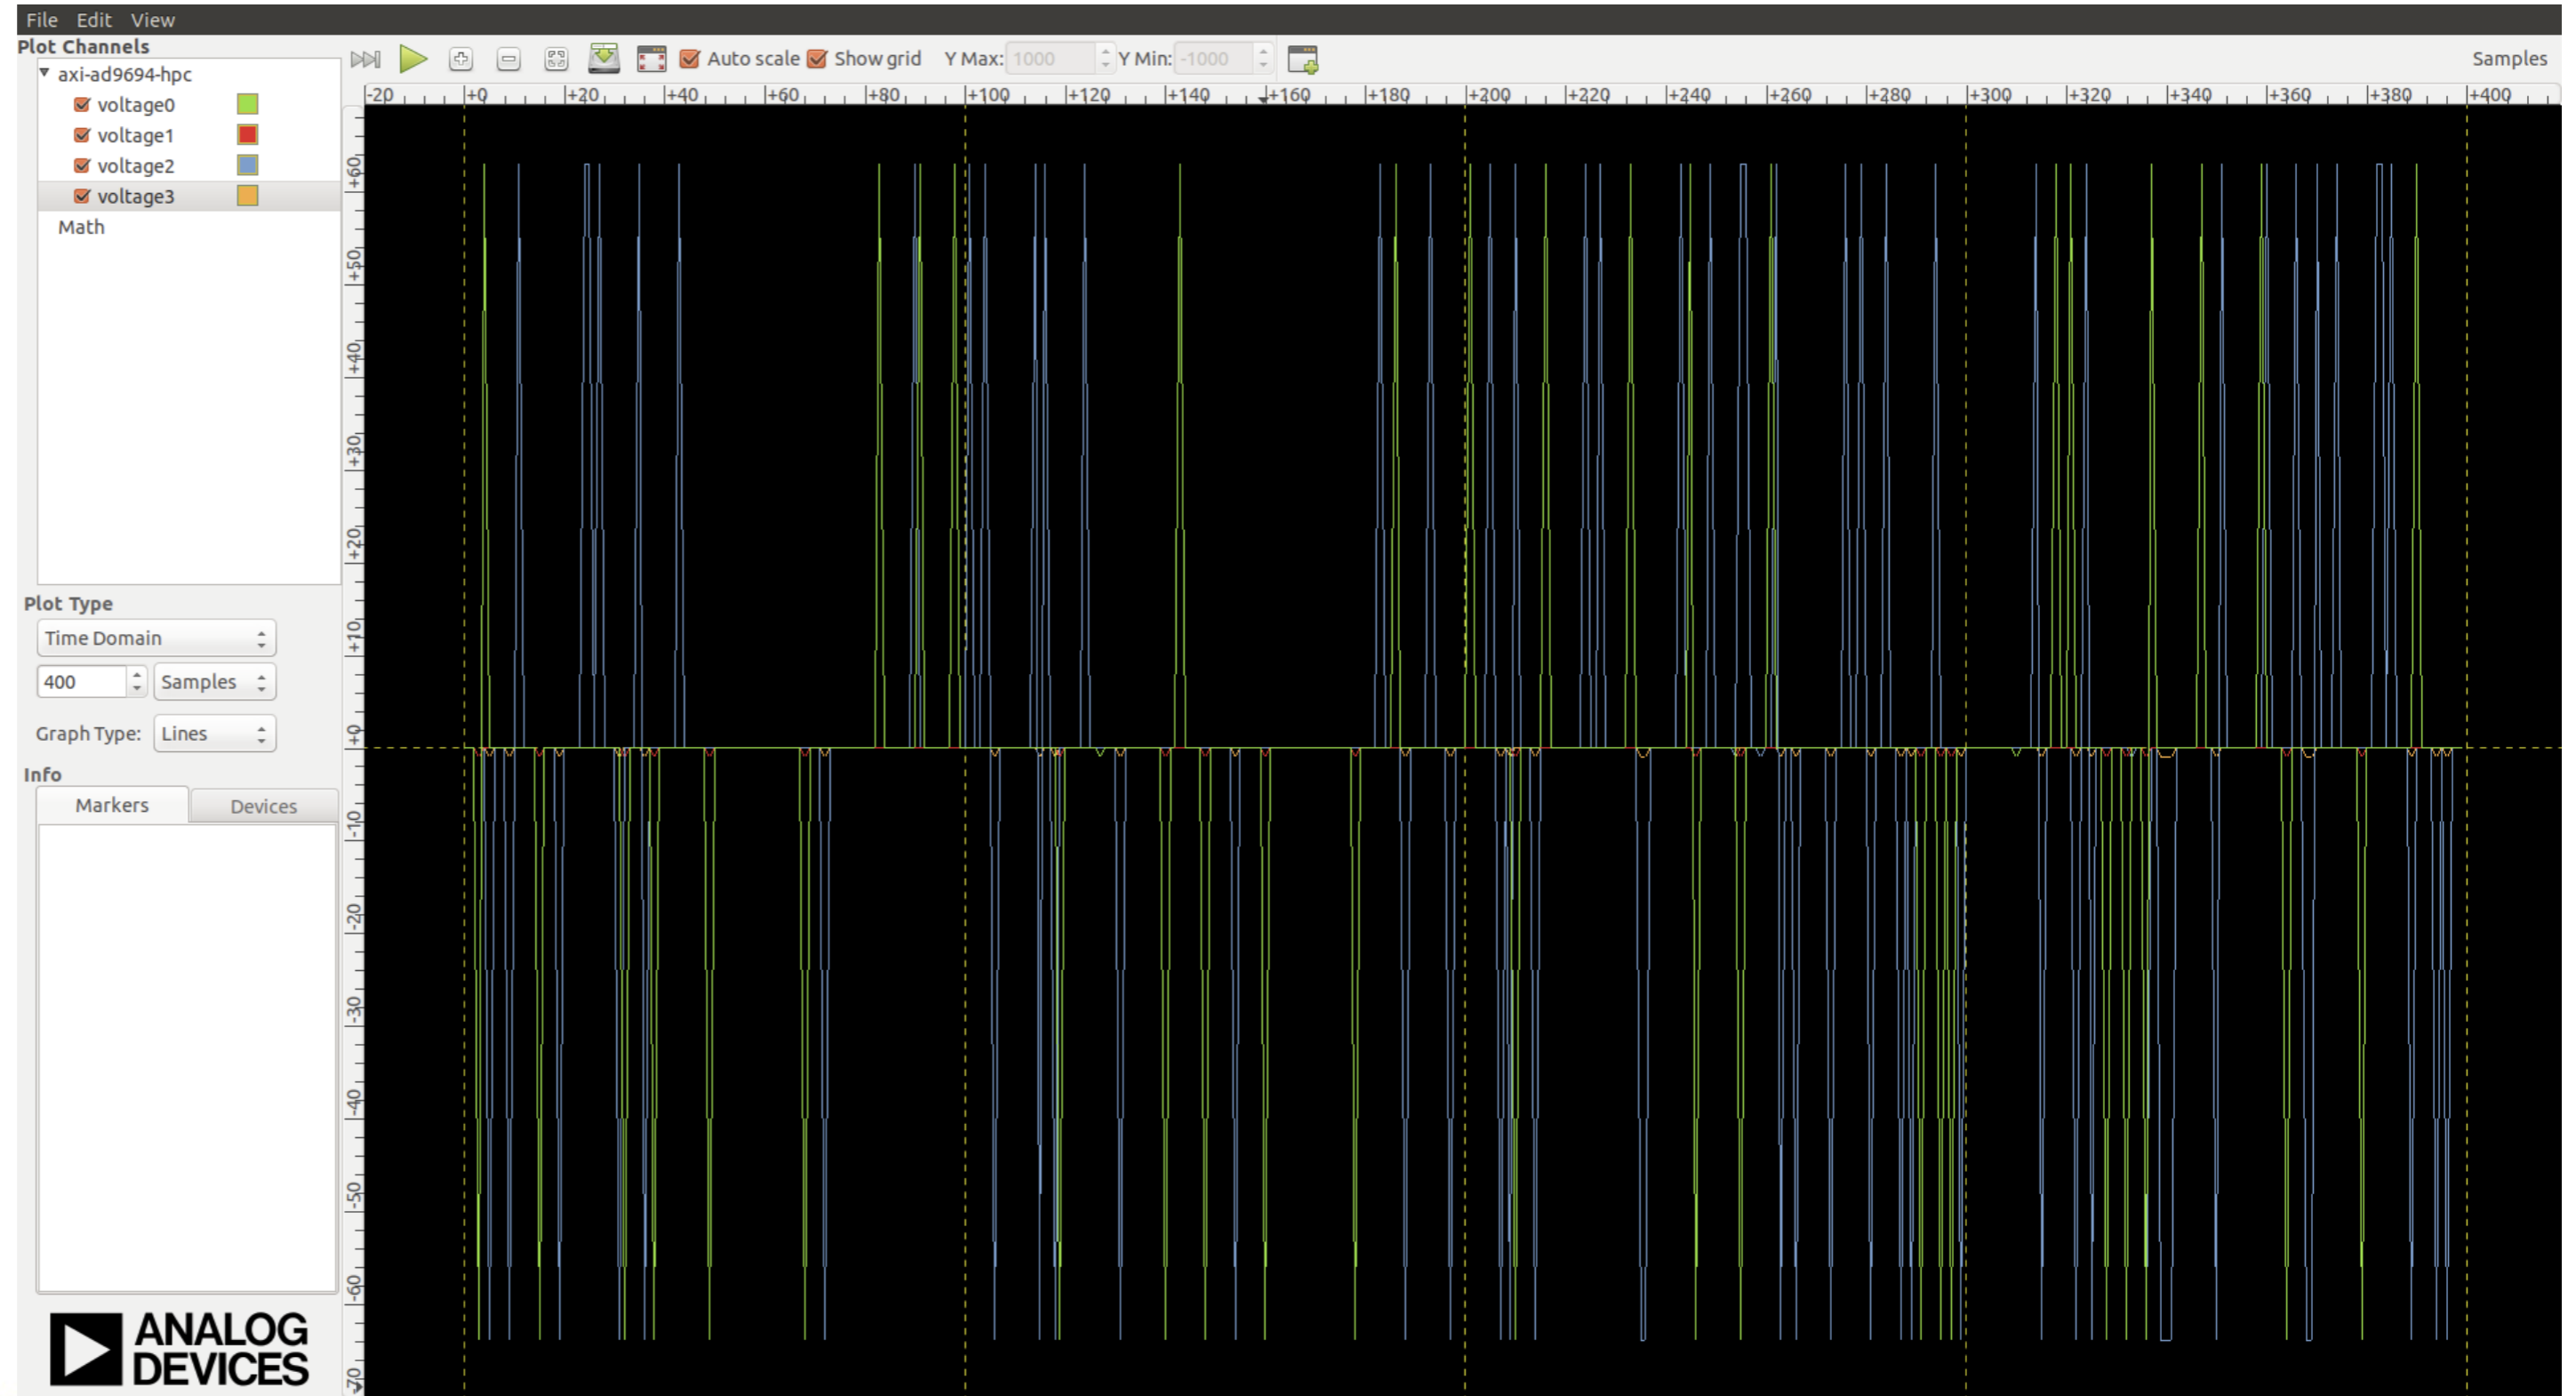 File Edit View
Plot Channels
axi-ad9694-hpc
voltage0
voltage1
voltage2
voltage3
Math
Auto scale Show grid Y Max: 1000 Y Min: -1000 Samples
-20 +0 +20 +40 +60 +80 +100 +120 +140 +160 +180 +200 +220 +240 +260 +280 +300 +320 +340 +360 +380 +400
+60
+50
+40
+30
+20
+10
+0
-10
-20
-30
-40
-50
-60
-70
Plot Type
Time Domain
400 Samples
Graph Type: Lines
Info
Markers Devices
ANALOG
DEVICES